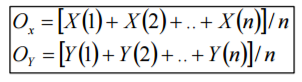 O_x = [X(1) + X(2) + .. + X(n)]/n
O_Y = [Y(1) + Y(2) + .. + Y(n)]/n